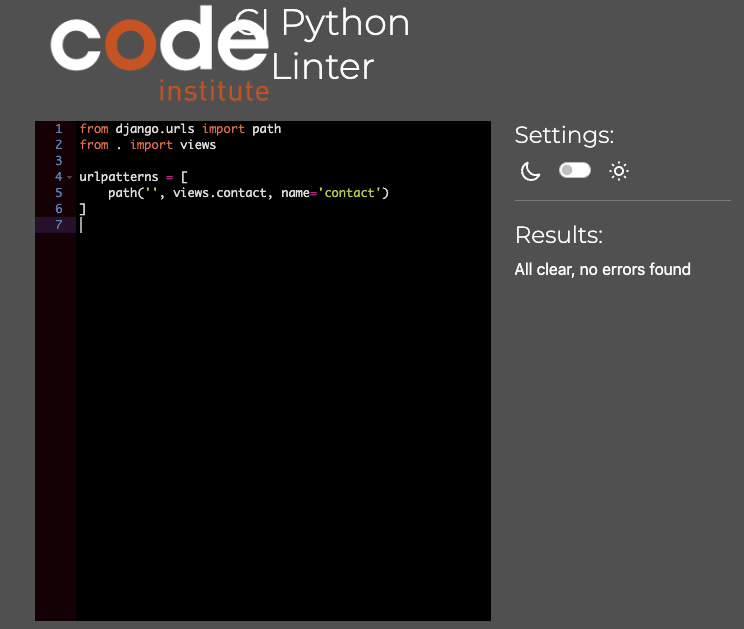 code
institute
CI Python
Linter
1 from django.urls import path
2 from . import views
3
4 urlpatterns = [
5     path('', views.contact, name='contact')
6 ]
7
Settings:
Results:
All clear, no errors found